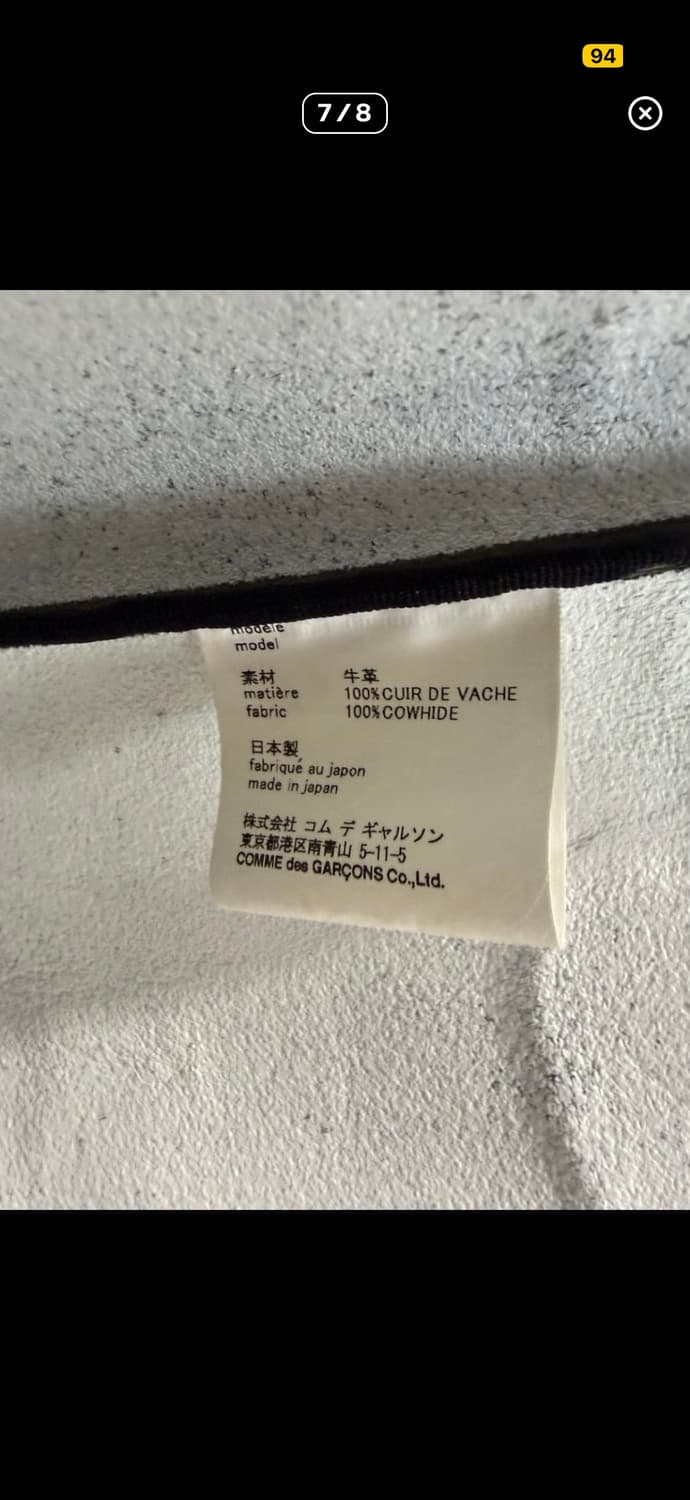 94
7/8
modèle
model
素材 牛革
matière 100%CUIR DE VACHE
fabric 100%COWHIDE
日本製
fabriqué au japon
made in japan
株式会社 コム デ ギャルソン
東京都港区南青山 5-11-5
COMME des GARÇONS Co.,Ltd.